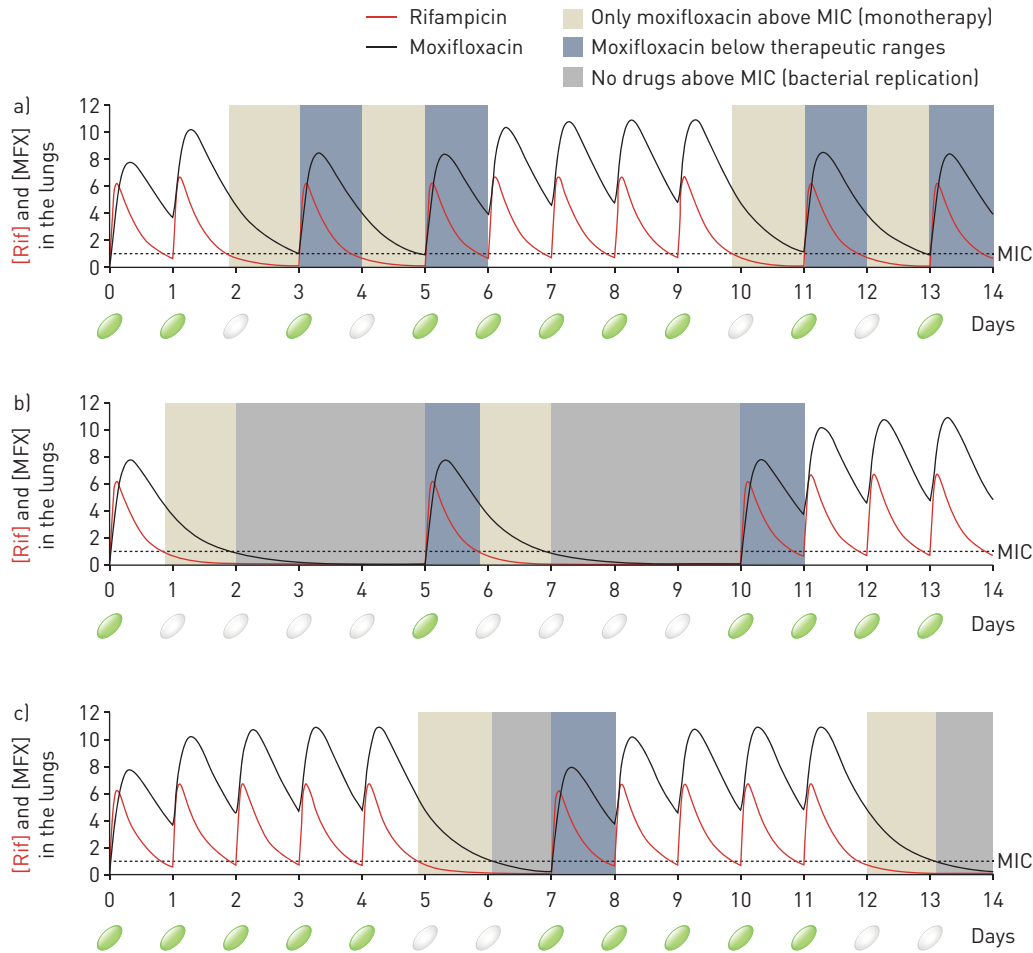 Rifampicin
Moxifloxacin
Only moxifloxacin above MIC (monotherapy)
Moxifloxacin below therapeutic ranges
No drugs above MIC (bacterial replication)
a)
[Rif] and [MFX]
in the lungs
12
10
8
6
4
2
0
MIC
0 1 2 3 4 5 6 7 8 9 10 11 12 13 14
Days
b)
[Rif] and [MFX]
in the lungs
12
10
8
6
4
2
0
MIC
0 1 2 3 4 5 6 7 8 9 10 11 12 13 14
Days
c)
[Rif] and [MFX]
in the lungs
12
10
8
6
4
2
0
MIC
0 1 2 3 4 5 6 7 8 9 10 11 12 13 14
Days